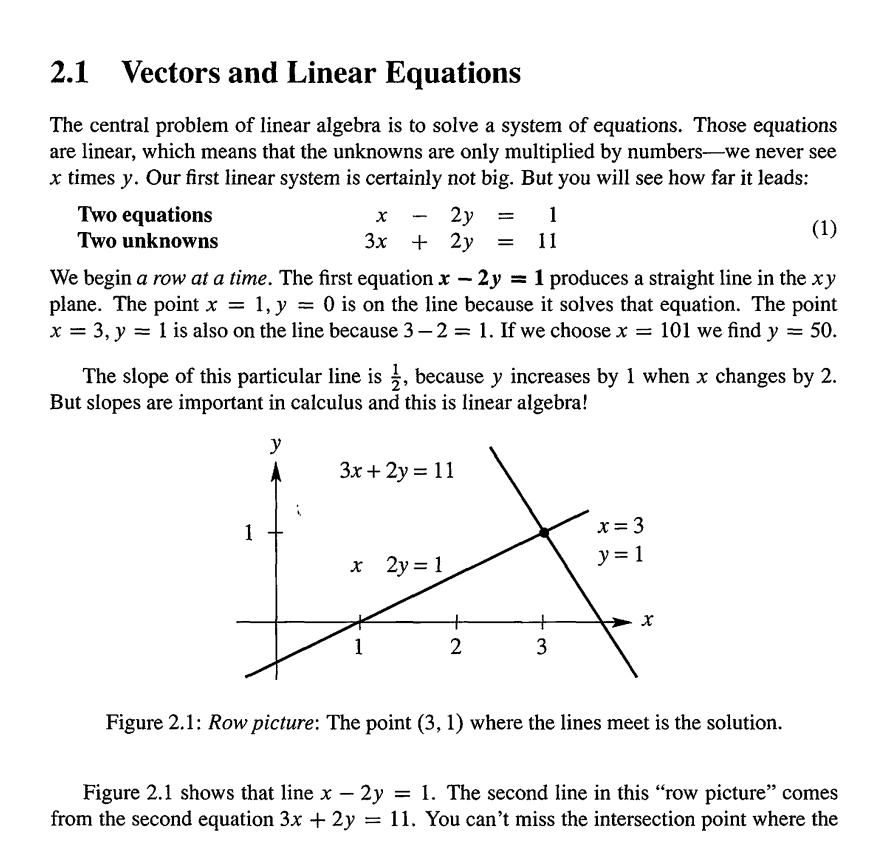 2.1 Vectors and Linear Equations
The central problem of linear algebra is to solve a system of equations. Those equations
are linear, which means that the unknowns are only multiplied by numbers—we never see
x times y. Our first linear system is certainly not big. But you will see how far it leads:
Two equations x − 2y = 1
Two unknowns 3x + 2y = 11
(1)
We begin a row at a time. The first equation x − 2y = 1 produces a straight line in the xy
plane. The point x = 1, y = 0 is on the line because it solves that equation. The point
x = 3, y = 1 is also on the line because 3 − 2 = 1. If we choose x = 101 we find y = 50.
The slope of this particular line is ½, because y increases by 1 when x changes by 2.
But slopes are important in calculus and this is linear algebra!
y
3x + 2y = 11
1
x = 3
y = 1
x 2y = 1
x
1 2 3
Figure 2.1: Row picture: The point (3, 1) where the lines meet is the solution.
Figure 2.1 shows that line x − 2y = 1. The second line in this “row picture” comes
from the second equation 3x + 2y = 11. You can’t miss the intersection point where the